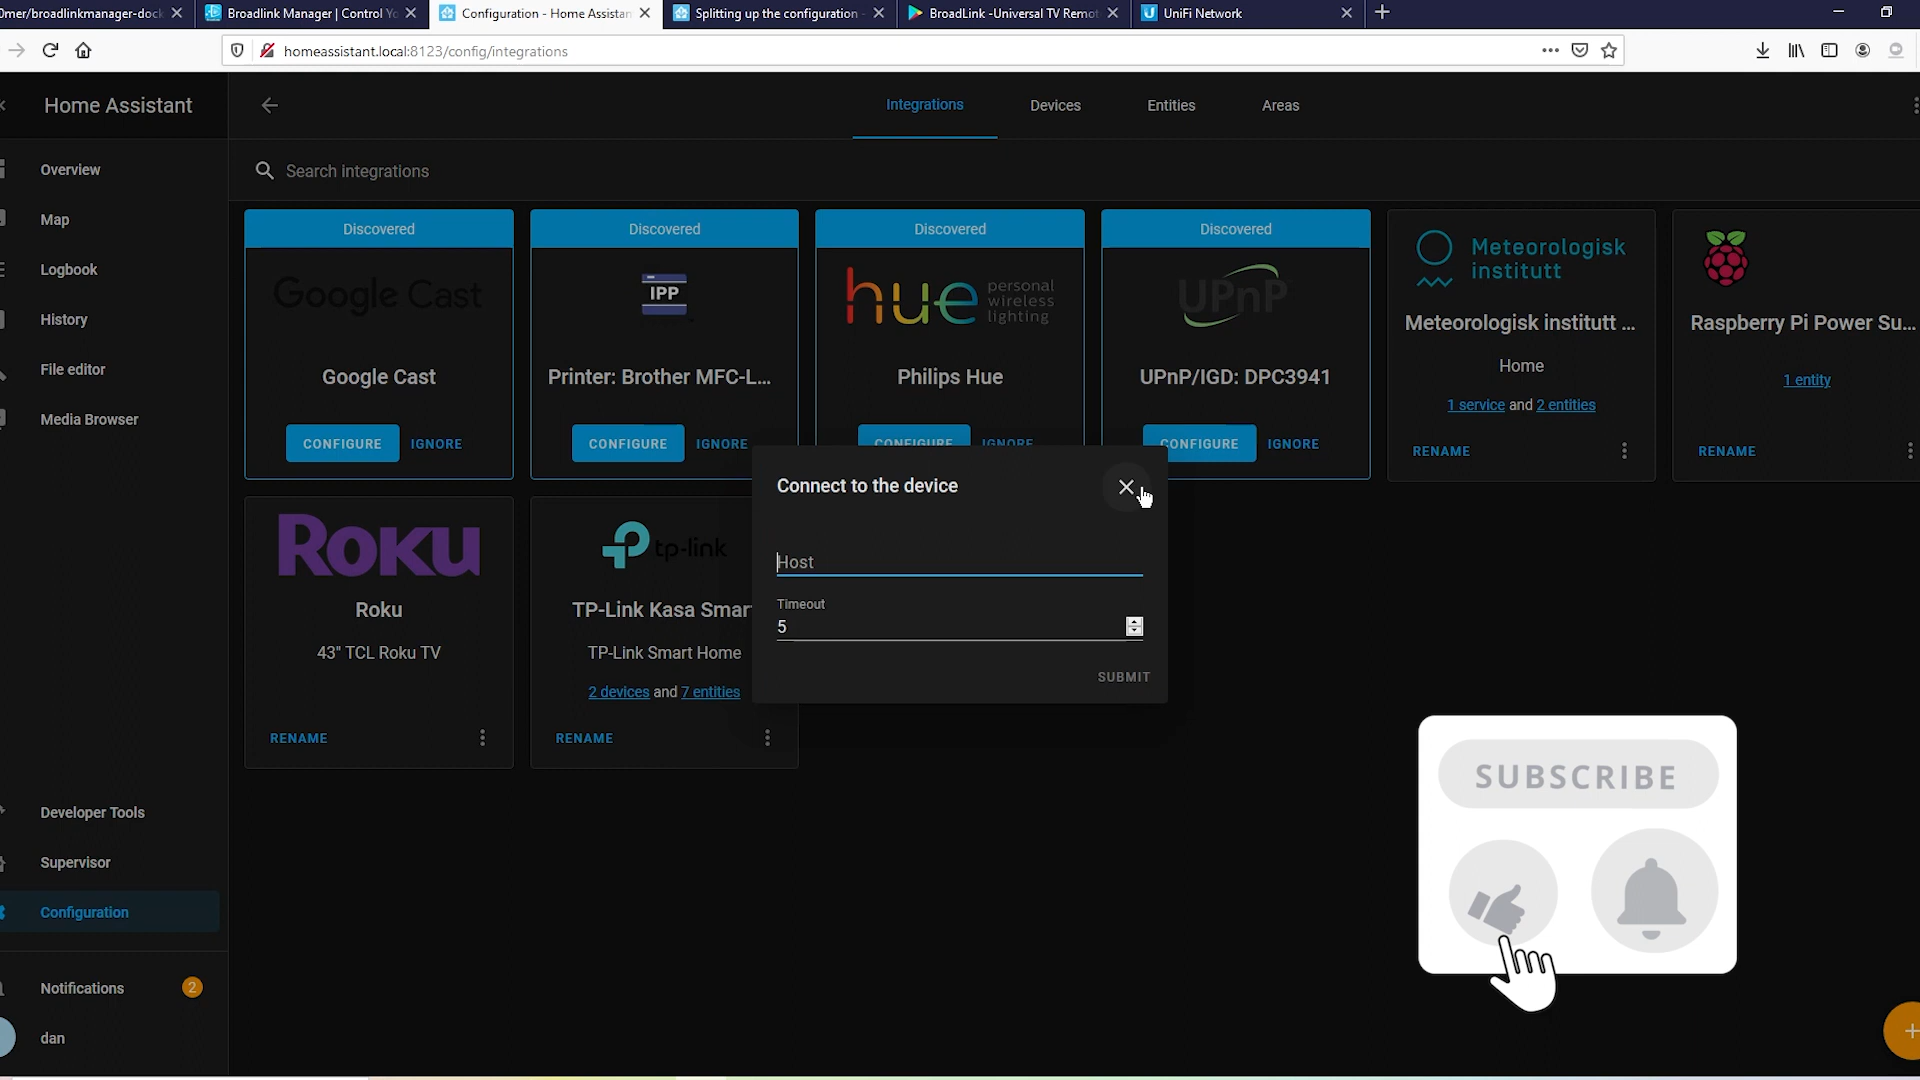 0mer/broadlinkmanager-dock
Broadlink Manager | Control Yo
Configuration - Home Assistan
Splitting up the configuration -
BroadLink -Universal TV Remot
UniFi Network
homeassistant.local:8123/config/integrations
Home Assistant
Integrations
Devices
Entities
Areas
Overview
Map
Logbook
History
File editor
Media Browser
Developer Tools
Supervisor
Configuration
Notifications
2
dan
Search integrations
Discovered
Google Cast
Google Cast
CONFIGURE
IGNORE
Discovered
IPP
Printer: Brother MFC-L...
CONFIGURE
IGNORE
Discovered
hue personal
wireless
lighting
Philips Hue
CONFIGURE
IGNORE
Discovered
UPnP
UPnP/IGD: DPC3941
CONFIGURE
IGNORE
Meteorologisk
institutt
Meteorologisk institutt ...
Home
1 service and 2 entities
RENAME
Raspberry Pi Power Su...
1 entity
RENAME
ROKU
Roku
43" TCL Roku TV
RENAME
tp-link
TP-Link Kasa Smar
TP-Link Smart Home
2 devices and 7 entities
RENAME
Connect to the device
Host
Timeout
5
SUBMIT
SUBSCRIBE